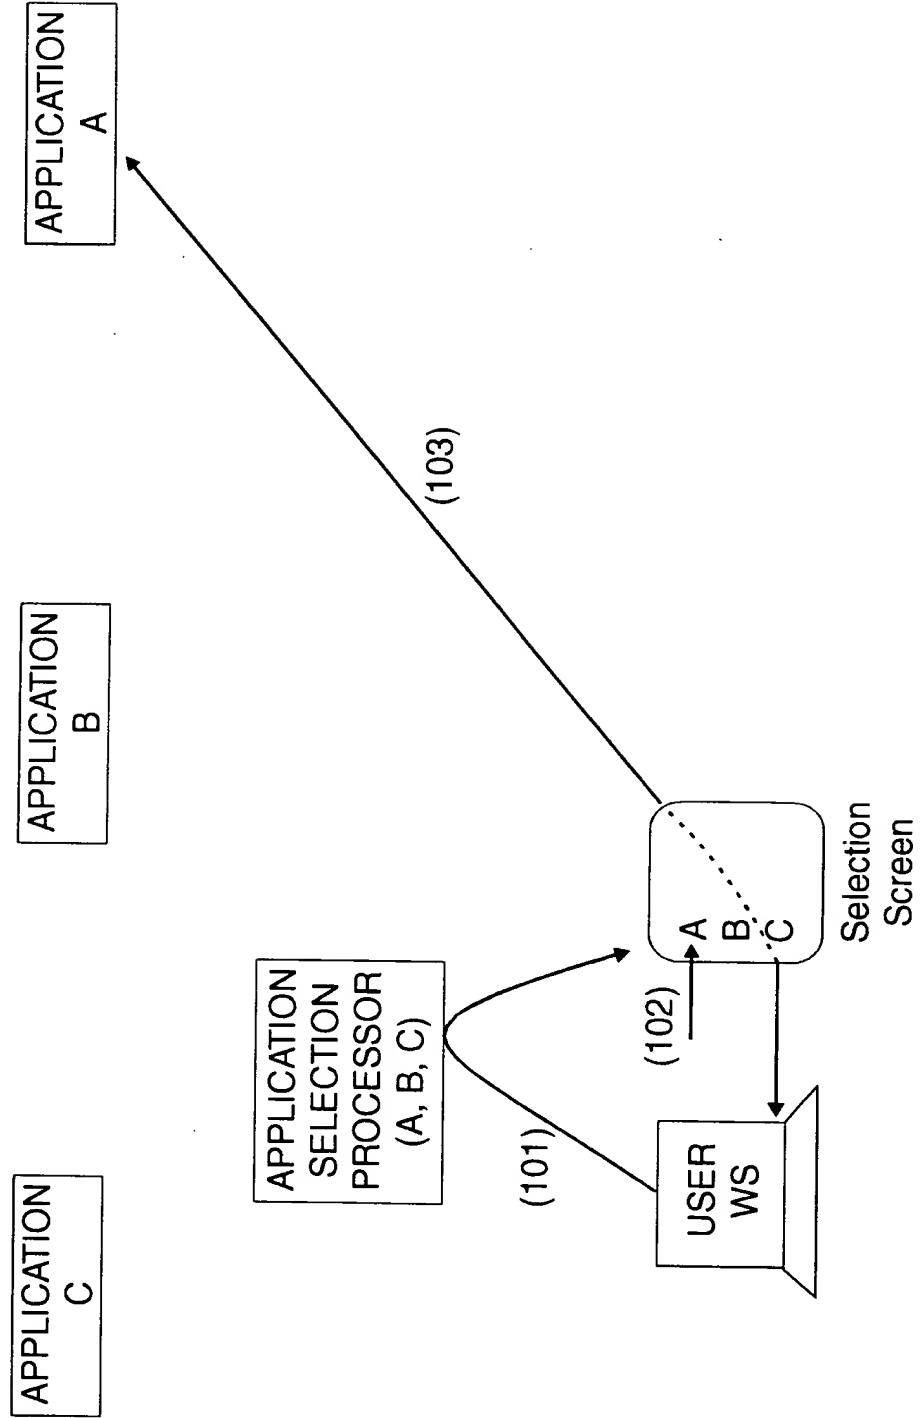 APPLICATION
C
APPLICATION
B
APPLICATION
A
APPLICATION
SELECTION
PROCESSOR
(A, B, C)
(101)
(102)
(103)
USER
WS
A
B
C
Selection
Screen